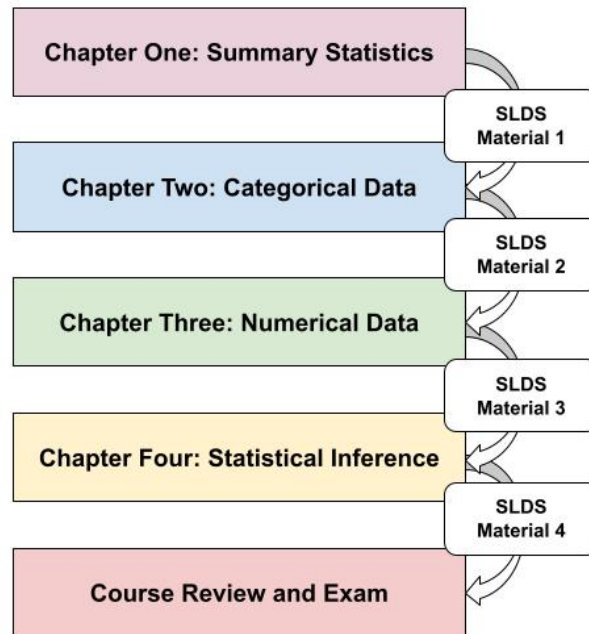 Chapter One: Summary Statistics
SLDS
Material 1
Chapter Two: Categorical Data
SLDS
Material 2
Chapter Three: Numerical Data
SLDS
Material 3
Chapter Four: Statistical Inference
SLDS
Material 4
Course Review and Exam